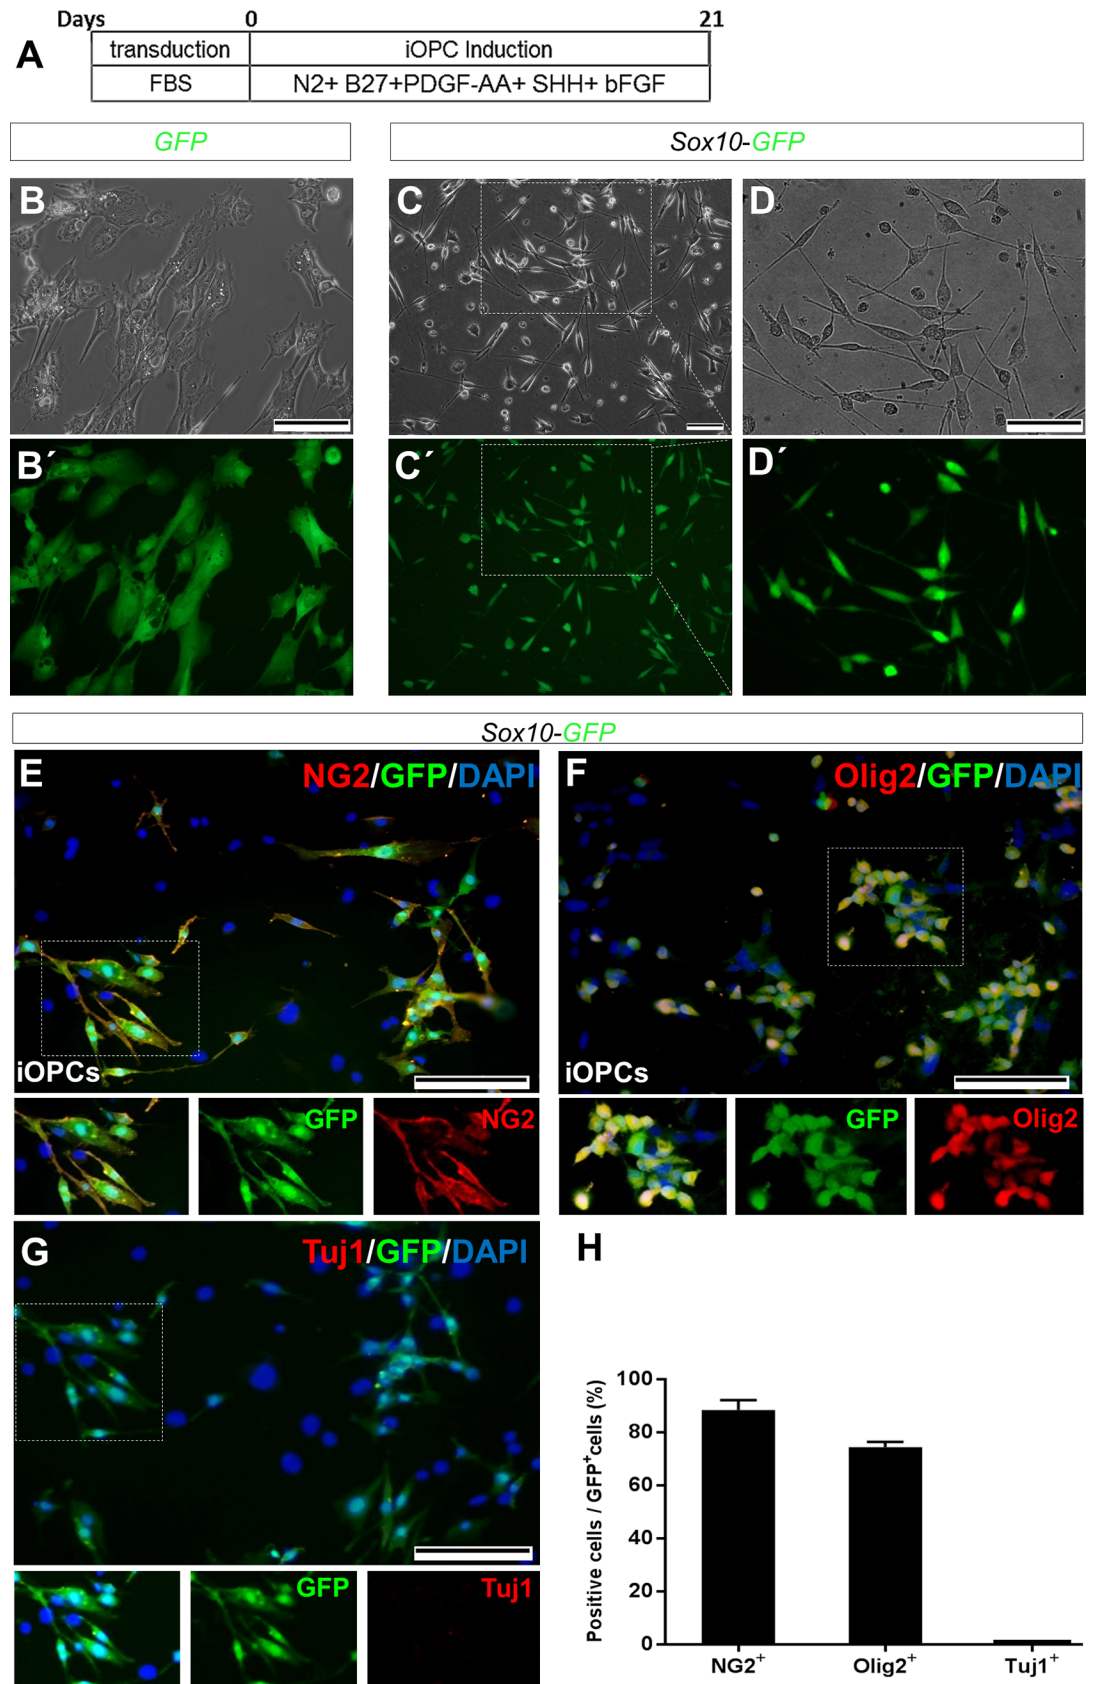 Days 0 21
A
transduction iOPC Induction
FBS N2+ B27+PDGF-AA+ SHH+ bFGF
GFP Sox10-GFP
B C D
B´ C´ D´
Sox10-GFP
E NG2/GFP/DAPI
iOPCs
GFP NG2
F Olig2/GFP/DAPI
iOPCs
GFP Olig2
G Tuj1/GFP/DAPI
GFP Tuj1
H
Positive cells / GFP⁺cells (%)
100
80
60
40
20
0
NG2⁺ Olig2⁺ Tuj1⁺